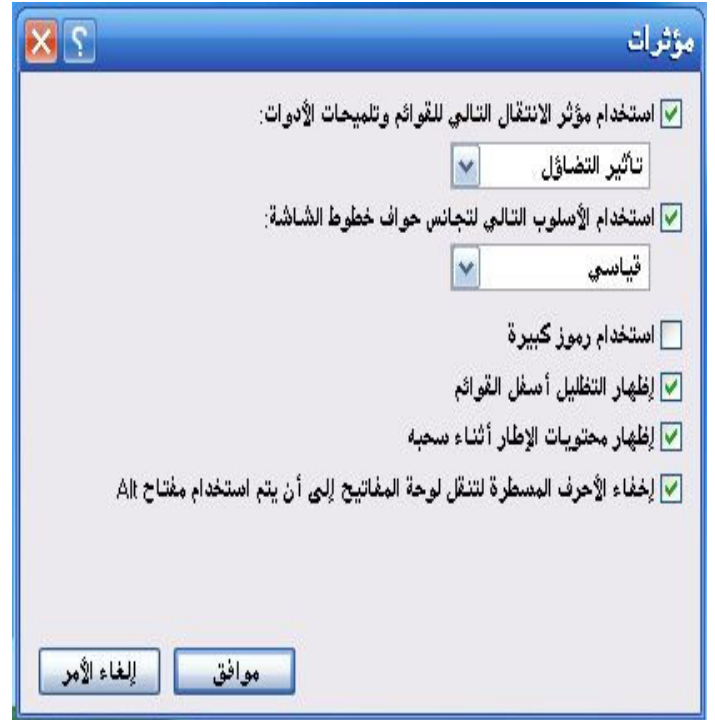 مؤثرات
استخدام مؤثر الانتقال التالي للقوائم وتلميحات الأدوات:
تأثير التضاؤل
استخدام الأسلوب التالي لتجانس حواف خطوط الشاشة:
قياسي
استخدام رموز كبيرة
إظهار التظليل أسفل القوائم
إظهار محتويات الإطار أثناء سحبه
إخفاء الأحرف المسطرة لتنقل لوحة المفاتيح إلى أن يتم استخدام مفتاح Alt
موافق
إلغاء الأمر